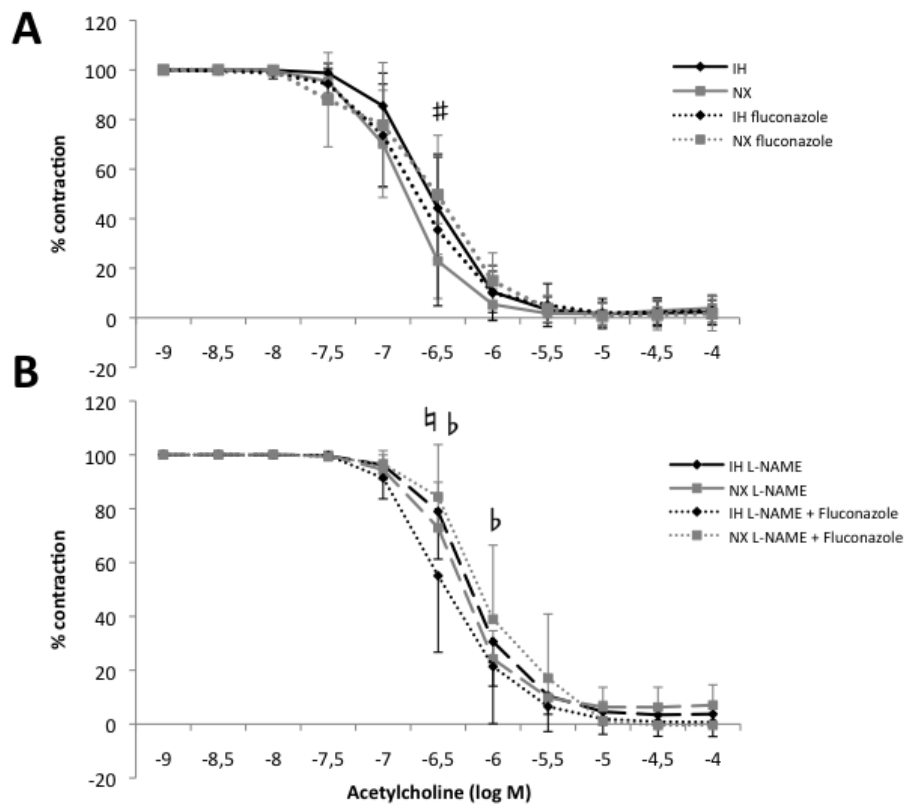 A
120
100
80
60
40
20
0
-20
% contraction
♯
IH
NX
IH fluconazole
NX fluconazole
-9 -8,5 -8 -7,5 -7 -6,5 -6 -5,5 -5 -4,5 -4
B
120
100
80
60
40
20
0
-20
% contraction
♮ ♭
♭
IH L-NAME
NX L-NAME
IH L-NAME + Fluconazole
NX L-NAME + Fluconazole
-9 -8,5 -8 -7,5 -7 -6,5 -6 -5,5 -5 -4,5 -4
Acetylcholine (log M)